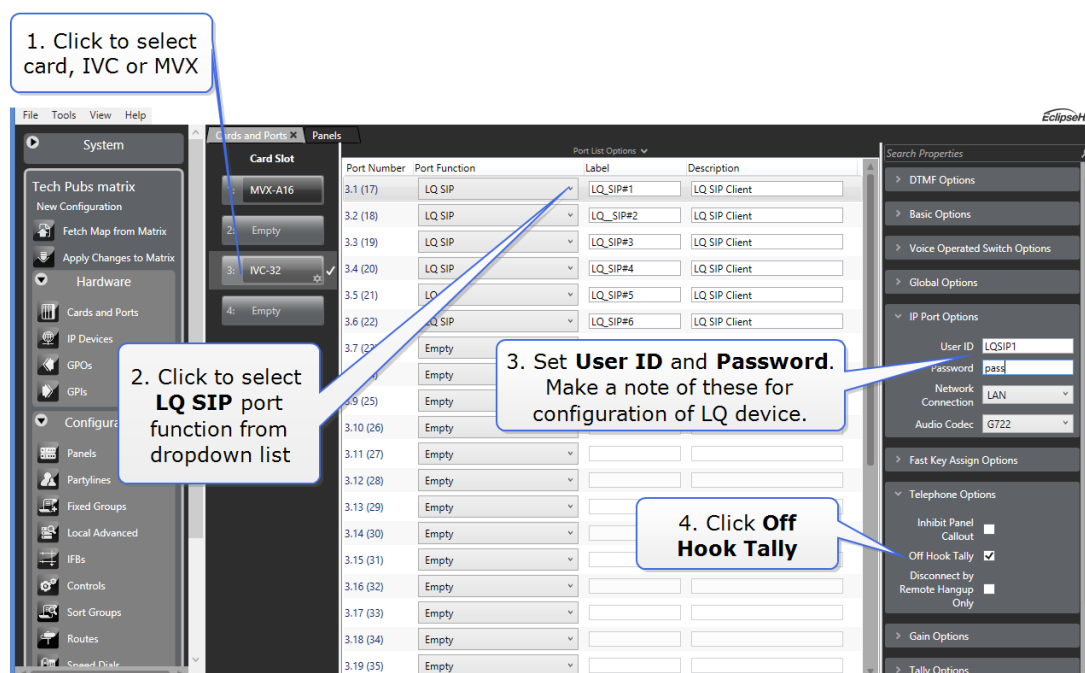 1. Click to select
card, IVC or MVX
File Tools View Help
EclipseH
System
Tech Pubs matrix
New Configuration
Fetch Map from Matrix
Apply Changes to Matrix
Hardware
Cards and Ports
IP Devices
GPOs
GPIs
Configura
Panels
Partylines
Fixed Groups
Local Advanced
IFBs
Controls
Sort Groups
Routes
Speed Dials
2. Click to select
LQ SIP port
function from
dropdown list
Cards and Ports Panels
Card Slot
MVX-A16
2: Empty
3: IVC-32
4: Empty
Port List Options
Port Number Port Function Label Description
3.1 (17) LQ SIP LQ_SIP#1 LQ SIP Client
3.2 (18) LQ SIP LQ__SIP#2 LQ SIP Client
3.3 (19) LQ SIP LQ_SIP#3 LQ SIP Client
3.4 (20) LQ SIP LQ_SIP#4 LQ SIP Client
3.5 (21) LQ LQ_SIP#5 LQ SIP Client
3.6 (22) LQ SIP LQ_SIP#6 LQ SIP Client
3.7 Empty
Empty
3.9 (25) Empty
3.10 (26) Empty
3.11 (27) Empty
3.12 (28) Empty
3.13 (29) Empty
3.14 (30) Empty
3.15 (31) Empty
3.16 (32) Empty
3.17 (33) Empty
3.18 (34) Empty
3.19 (35) Empty
3. Set User ID and Password.
Make a note of these for
configuration of LQ device.
4. Click Off
Hook Tally
Search Properties
DTMF Options
Basic Options
Voice Operated Switch Options
Global Options
IP Port Options
User ID LQSIP1
Password pass
Network
Connection LAN
Audio Codec G722
Fast Key Assign Options
Telephone Options
Inhibit Panel
Callout
Off Hook Tally
Disconnect by
Remote Hangup
Only
Gain Options
Tally Options